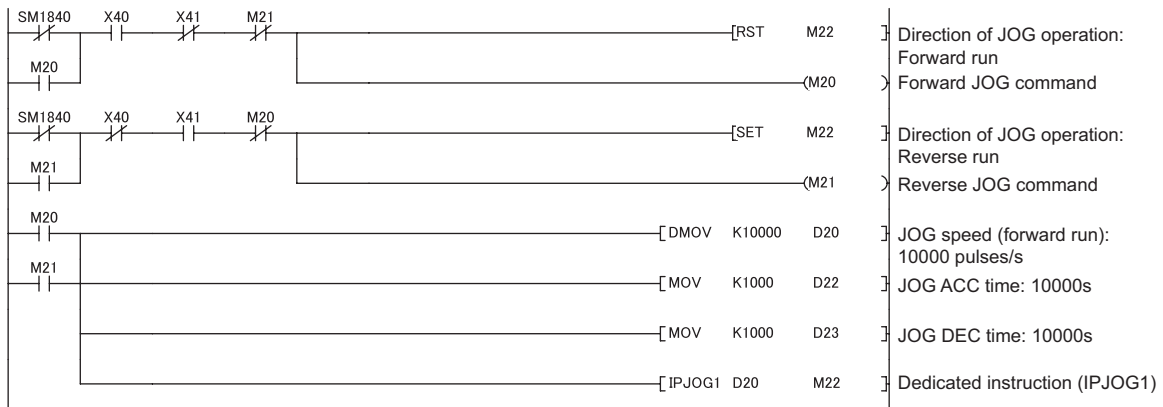 SM1840 X40 X41 M21
[RST M22 ] Direction of JOG operation:
Forward run
M20
(M20 ) Forward JOG command
SM1840 X40 X41 M20
[SET M22 ] Direction of JOG operation:
Reverse run
M21
(M21 ) Reverse JOG command
M20
[DMOV K10000 D20 ] JOG speed (forward run):
10000 pulses/s
M21
[MOV K1000 D22 ] JOG ACC time: 10000s
[MOV K1000 D23 ] JOG DEC time: 10000s
[IPJOG1 D20 M22 ] Dedicated instruction (IPJOG1)